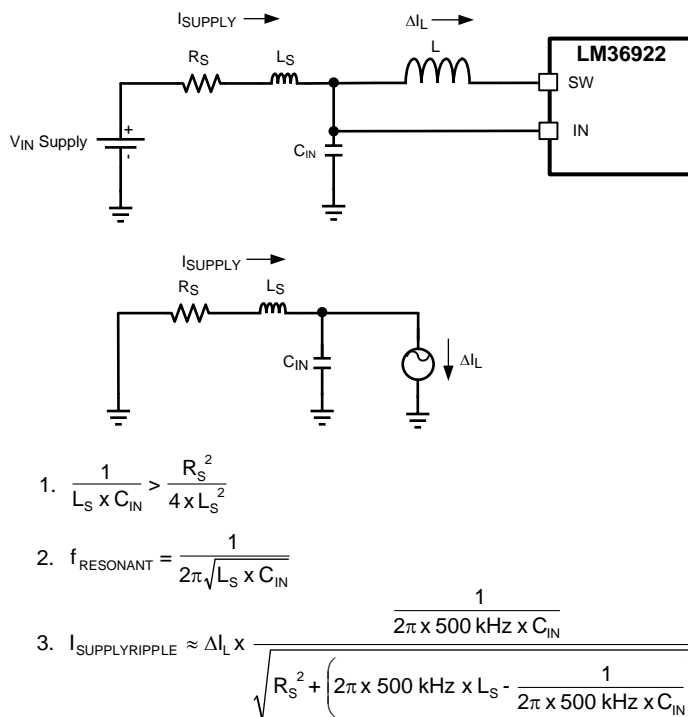 I_SUPPLY
ΔI_L
R_S
L_S
L
LM36922
SW
IN
+
-
V_IN Supply
C_IN
I_SUPPLY
R_S
L_S
C_IN
ΔI_L
1. 1 / (L_S x C_IN) > R_S^2 / (4 x L_S^2)
2. f_RESONANT = 1 / (2π√(L_S x C_IN))
3. I_SUPPLYRIPPLE ≈ ΔI_L x (1 / (2π x 500 kHz x C_IN)) / √(R_S^2 + (2π x 500 kHz x L_S - 1 / (2π x 500 kHz x C_IN